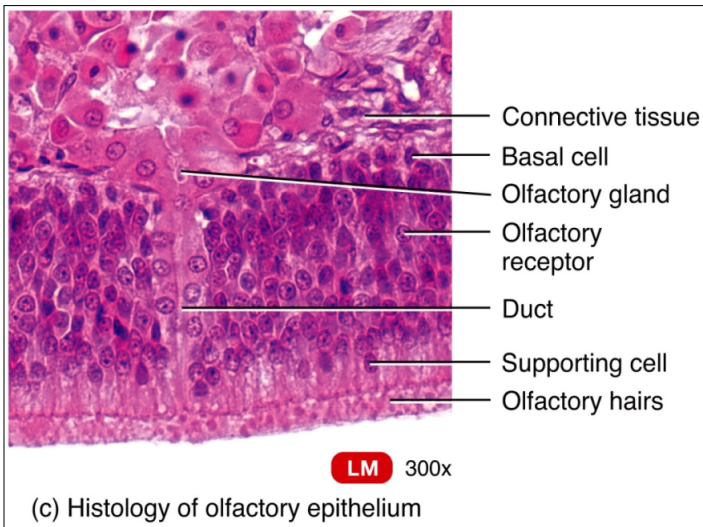 Connective tissue
Basal cell
Olfactory gland
Olfactory
receptor
Duct
Supporting cell
Olfactory hairs
LM 300x
(c) Histology of olfactory epithelium